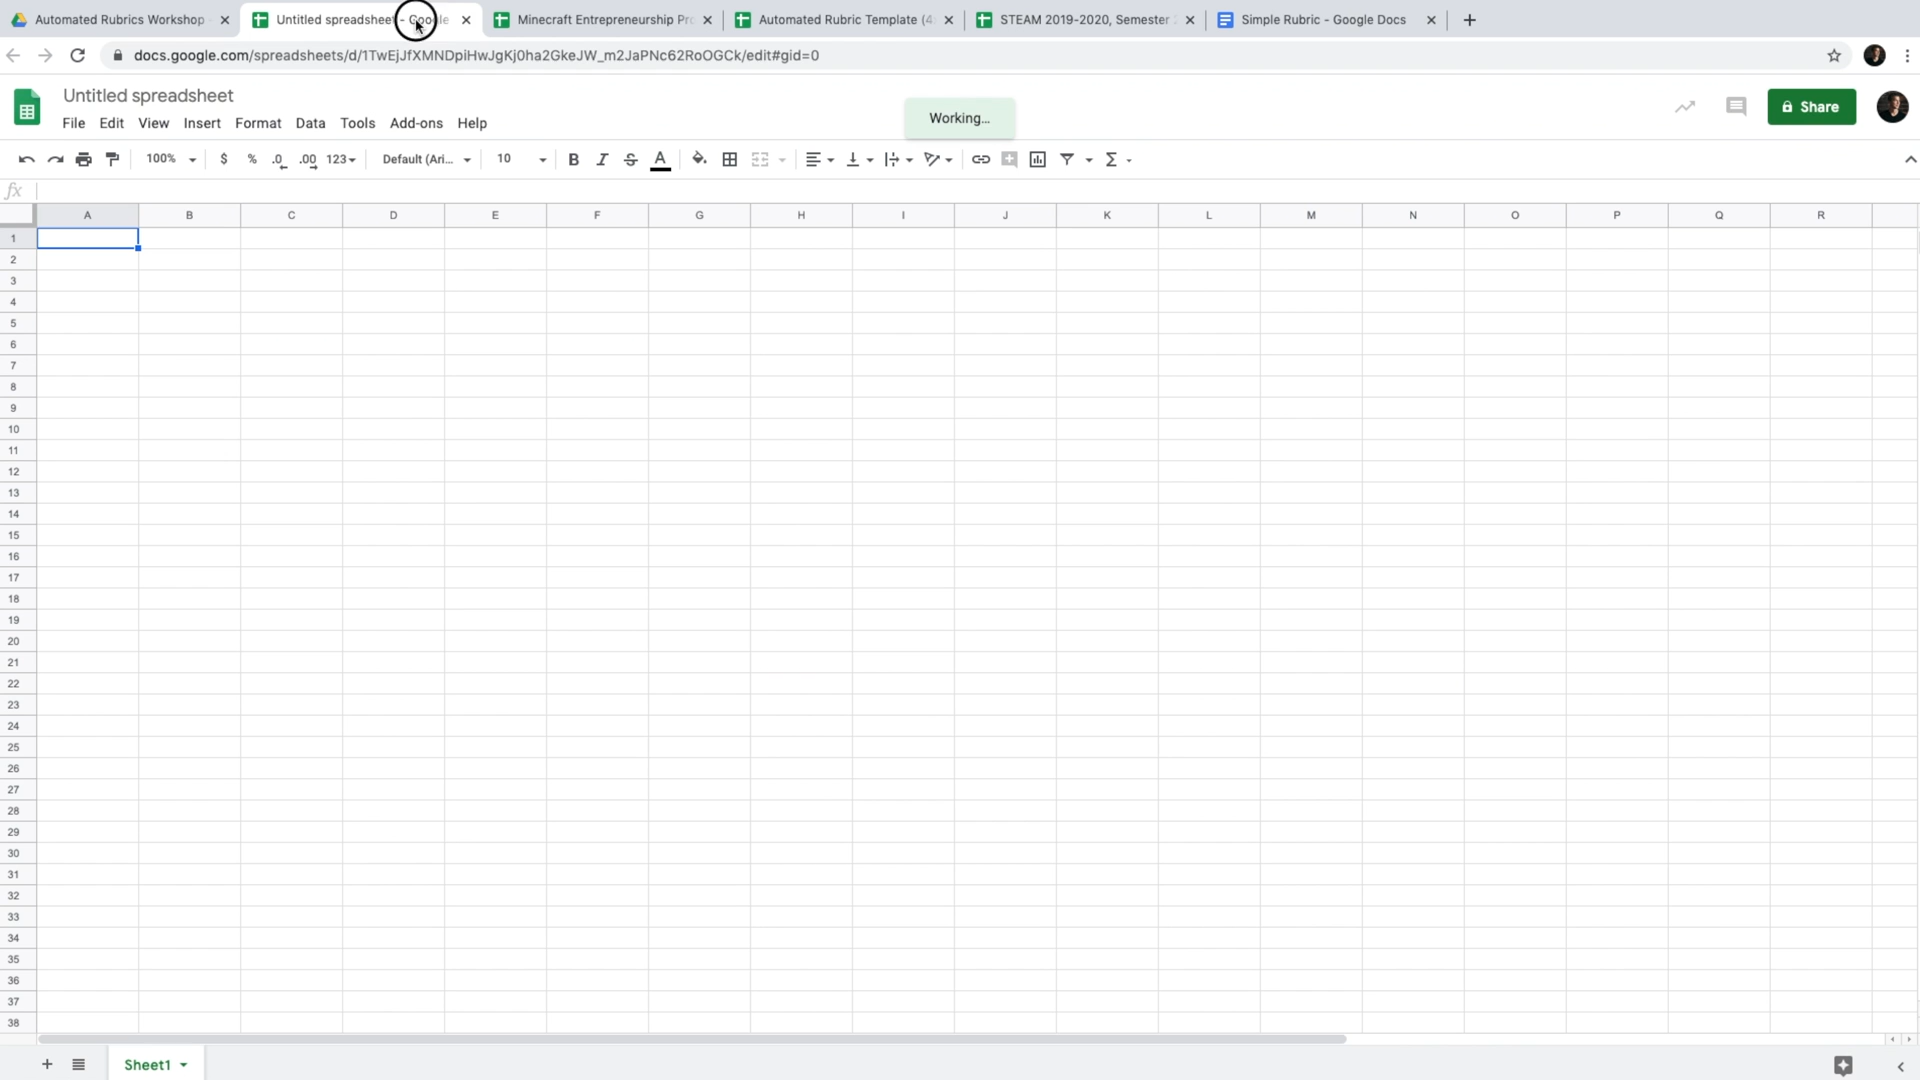 Automated Rubrics Workshop
Untitled spreadsheet - Google
Minecraft Entrepreneurship Pro
Automated Rubric Template (4
STEAM 2019-2020, Semester
Simple Rubric - Google Docs
docs.google.com/spreadsheets/d/1TwEjJfXMNDpiHwJgKj0ha2GkeJW_m2JaPNc62RoOGCk/edit#gid=0
Untitled spreadsheet
File Edit View Insert Format Data Tools Add-ons Help
Working...
Share
100% $ % .0 .00 123 Default (Ari... 10 B I S A Σ
fx
A B C D E F G H I J K L M N O P Q R
1
2
3
4
5
6
7
8
9
10
11
12
13
14
15
16
17
18
19
20
21
22
23
24
25
26
27
28
29
30
31
32
33
34
35
36
37
38
Sheet1